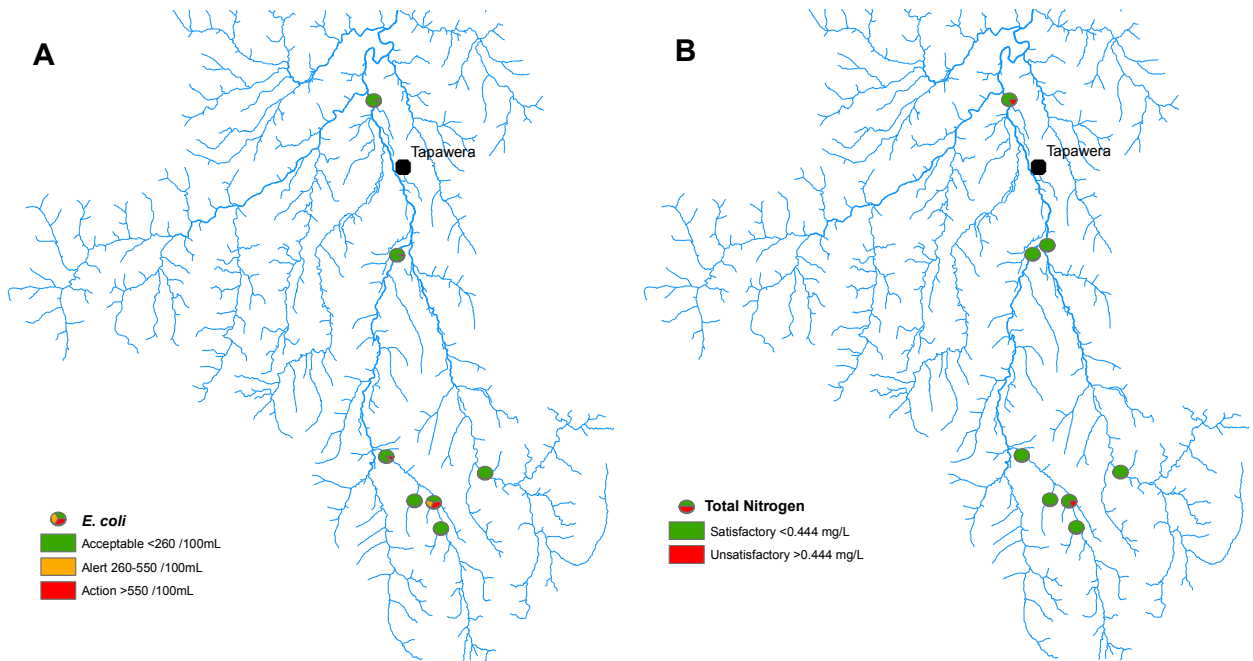 A
Tapawera
E. coli
Acceptable <260 /100mL
Alert 260-550 /100mL
Action >550 /100mL
B
Tapawera
Total Nitrogen
Satisfactory <0.444 mg/L
Unsatisfactory >0.444 mg/L